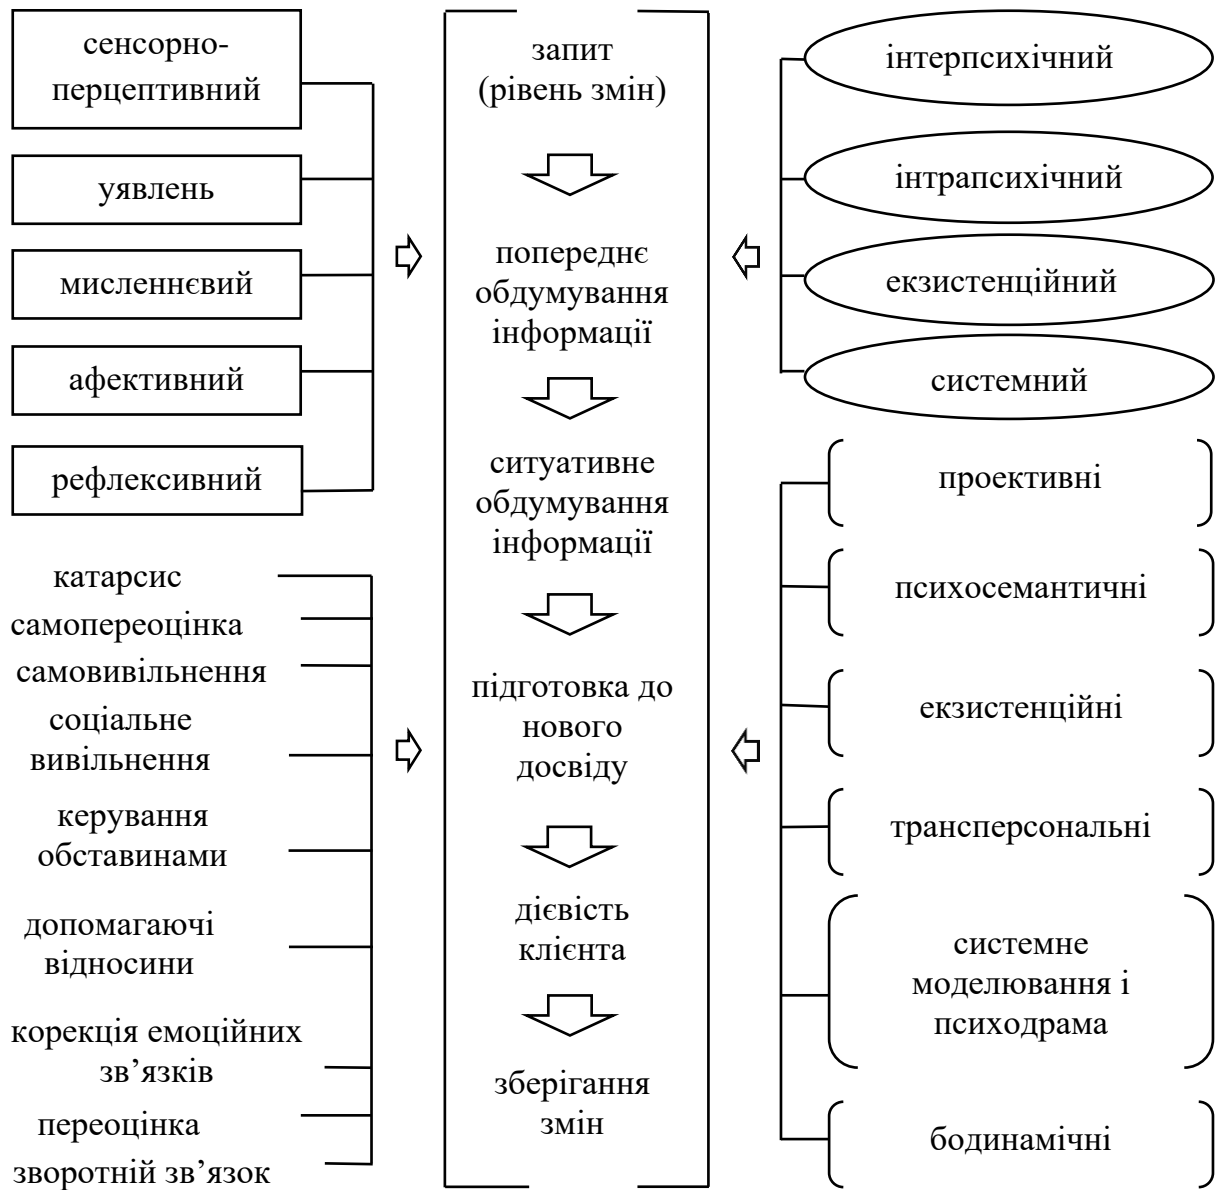 сенсорно-
перцептивний
уявлень
мисленнєвий
афективний
рефлексивний
катарсис
самопереоцінка
самовивільнення
соціальне
вивільнення
керування
обставинами
допомагаючі
відносини
корекція емоційних
зв’язків
переоцінка
зворотній зв’язок
запит
(рівень змін)
попереднє
обдумування
інформації
ситуативне
обдумування
інформації
підготовка до
нового
досвіду
дієвість
клієнта
зберігання
змін
інтерпсихічний
інтрапсихічний
екзистенційний
системний
проективні
психосемантичні
екзистенційні
трансперсональні
системне
моделювання і
психодрама
бодинамічні